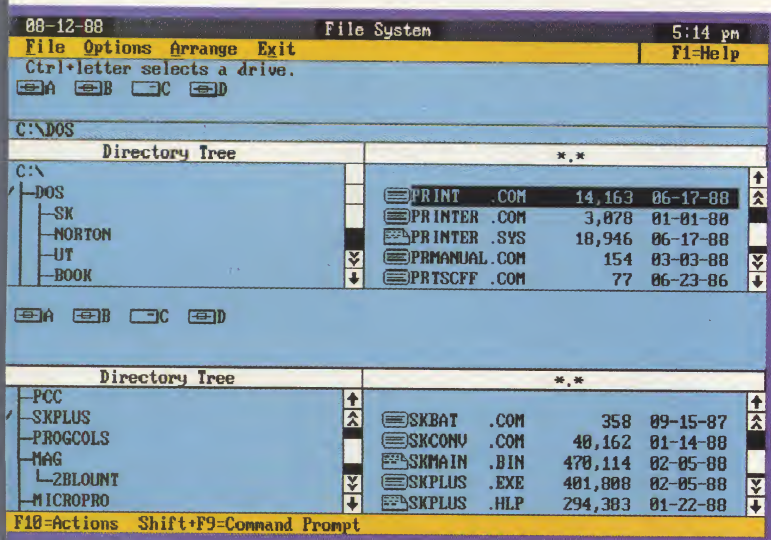 08-12-88 File System 5:14 pm
File Options Arrange Exit F1=Help
Ctrl+letter selects a drive.
A B C D
C:\DOS
Directory Tree *.*
C:\
DOS PRINT .COM 14,163 06-17-88
SK PRINTER .COM 3,078 01-01-80
NORTON PRINTER .SYS 18,946 06-17-88
UT PRMANUAL.COM 154 03-03-88
BOOK PRTSCFF .COM 77 06-23-86
A B C D
Directory Tree *.*
PCC
SKPLUS SKBAT .COM 358 09-15-87
PROGCOLS SKCONV .COM 40,162 01-14-88
MAG SKMAIN .BIN 470,114 02-05-88
2BLOUNT SKPLUS .EXE 401,808 02-05-88
MICROPRO SKPLUS .HLP 294,383 01-22-88
F10=Actions Shift+F9=Command Prompt